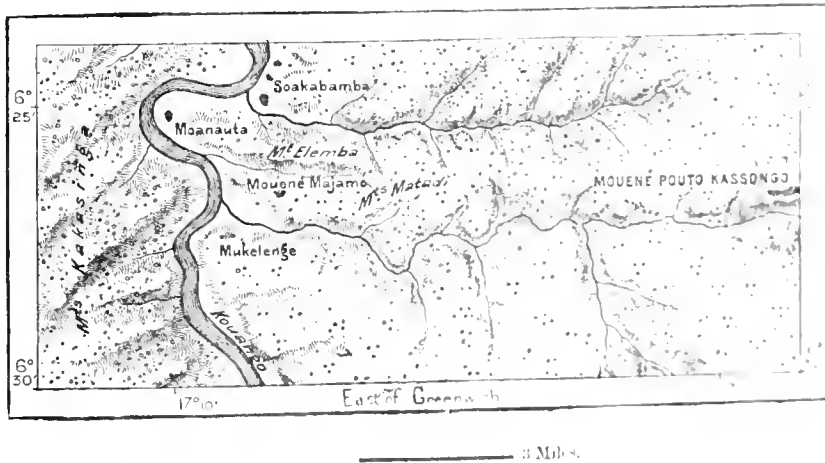 Soakabamba
6°
25'
Moanauta
Mt Elemba
Mouene Majamo
Mts Matadi
MOUENE POUTO KASSONGO
Mts Kakasinga
Mukelenge
Kouango
6°
30'
17°10'
East of Greenwich
3 Miles.